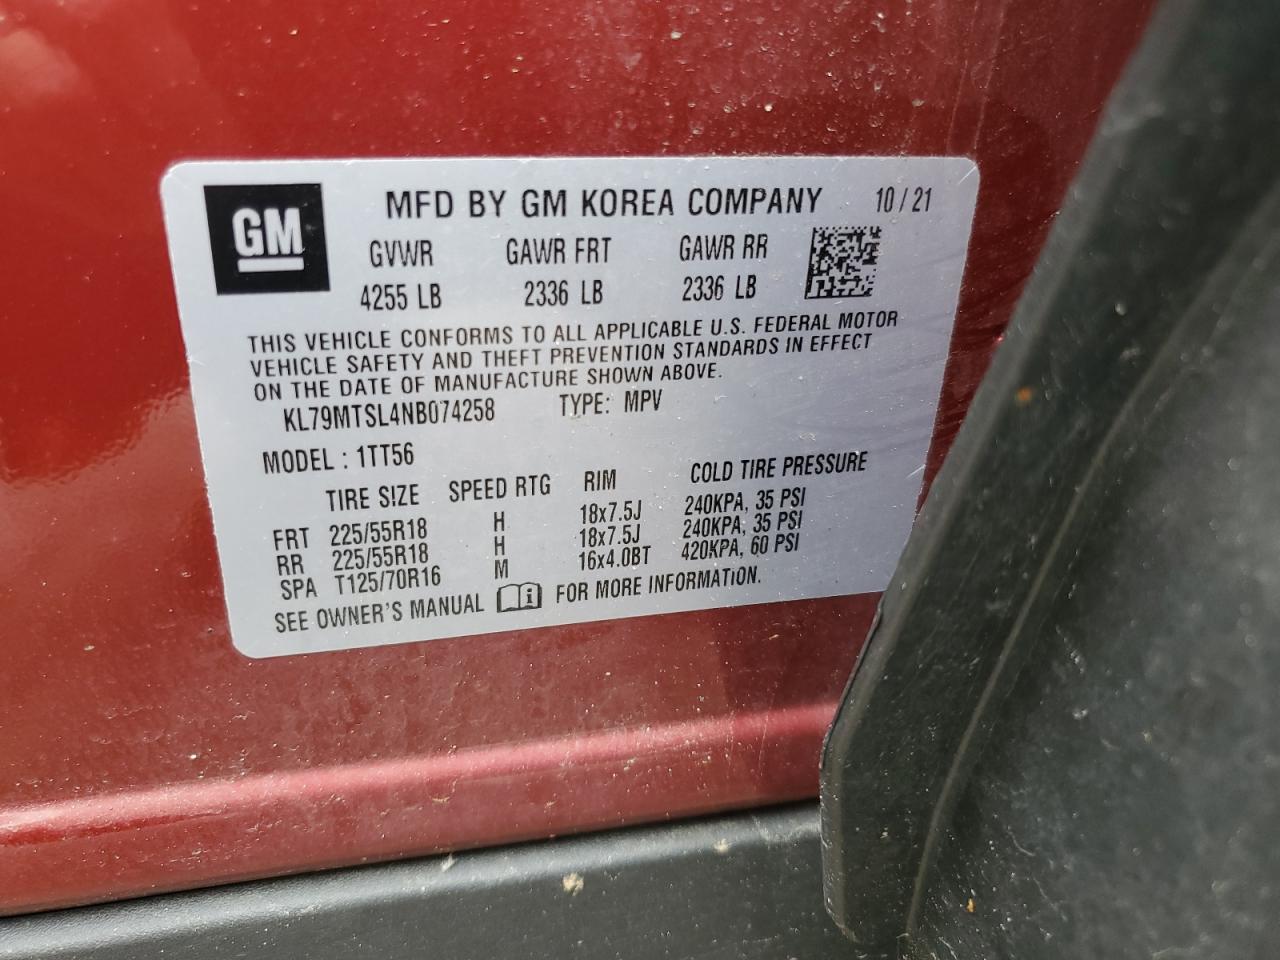 GM MFD BY GM KOREA COMPANY 10/21
GVWR GAWR FRT GAWR RR
4255 LB 2336 LB 2336 LB
THIS VEHICLE CONFORMS TO ALL APPLICABLE U.S. FEDERAL MOTOR
VEHICLE SAFETY AND THEFT PREVENTION STANDARDS IN EFFECT
ON THE DATE OF MANUFACTURE SHOWN ABOVE.
KL79MTSL4NB074258 TYPE: MPV
MODEL : 1TT56
TIRE SIZE SPEED RTG RIM COLD TIRE PRESSURE
FRT 225/55R18 H 18x7.5J 240KPA, 35 PSI
RR 225/55R18 H 18x7.5J 240KPA, 35 PSI
SPA T125/70R16 M 16x4.0BT 420KPA, 60 PSI
SEE OWNER'S MANUAL i FOR MORE INFORMATION.